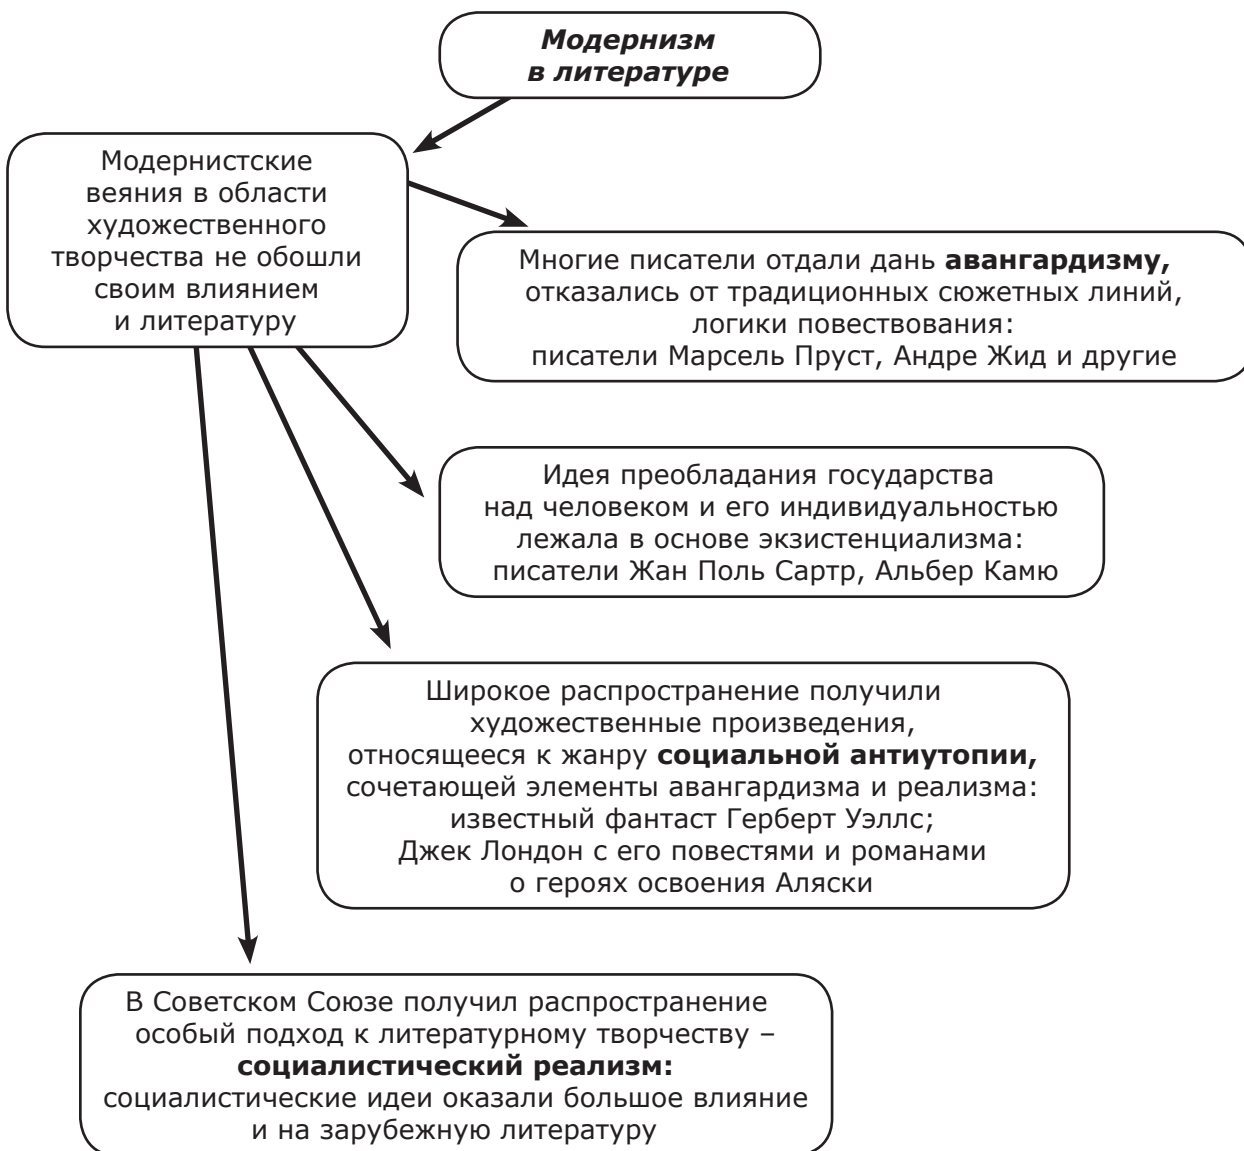 Модернизм
в литературе
Модернистские
веяния в области
художественного
творчества не обошли
своим влиянием
и литературу
Многие писатели отдали дань авангардизму,
отказались от традиционных сюжетных линий,
логики повествования:
писатели Марсель Пруст, Андре Жид и другие
Идея преобладания государства
над человеком и его индивидуальностью
лежала в основе экзистенциализма:
писатели Жан Поль Сартр, Альбер Камю
Широкое распространение получили
художественные произведения,
относящееся к жанру социальной антиутопии,
сочетающей элементы авангардизма и реализма:
известный фантаст Герберт Уэллс;
Джек Лондон с его повестями и романами
о героях освоения Аляски
В Советском Союзе получил распространение
особый подход к литературному творчеству –
социалистический реализм:
социалистические идеи оказали большое влияние
и на зарубежную литературу